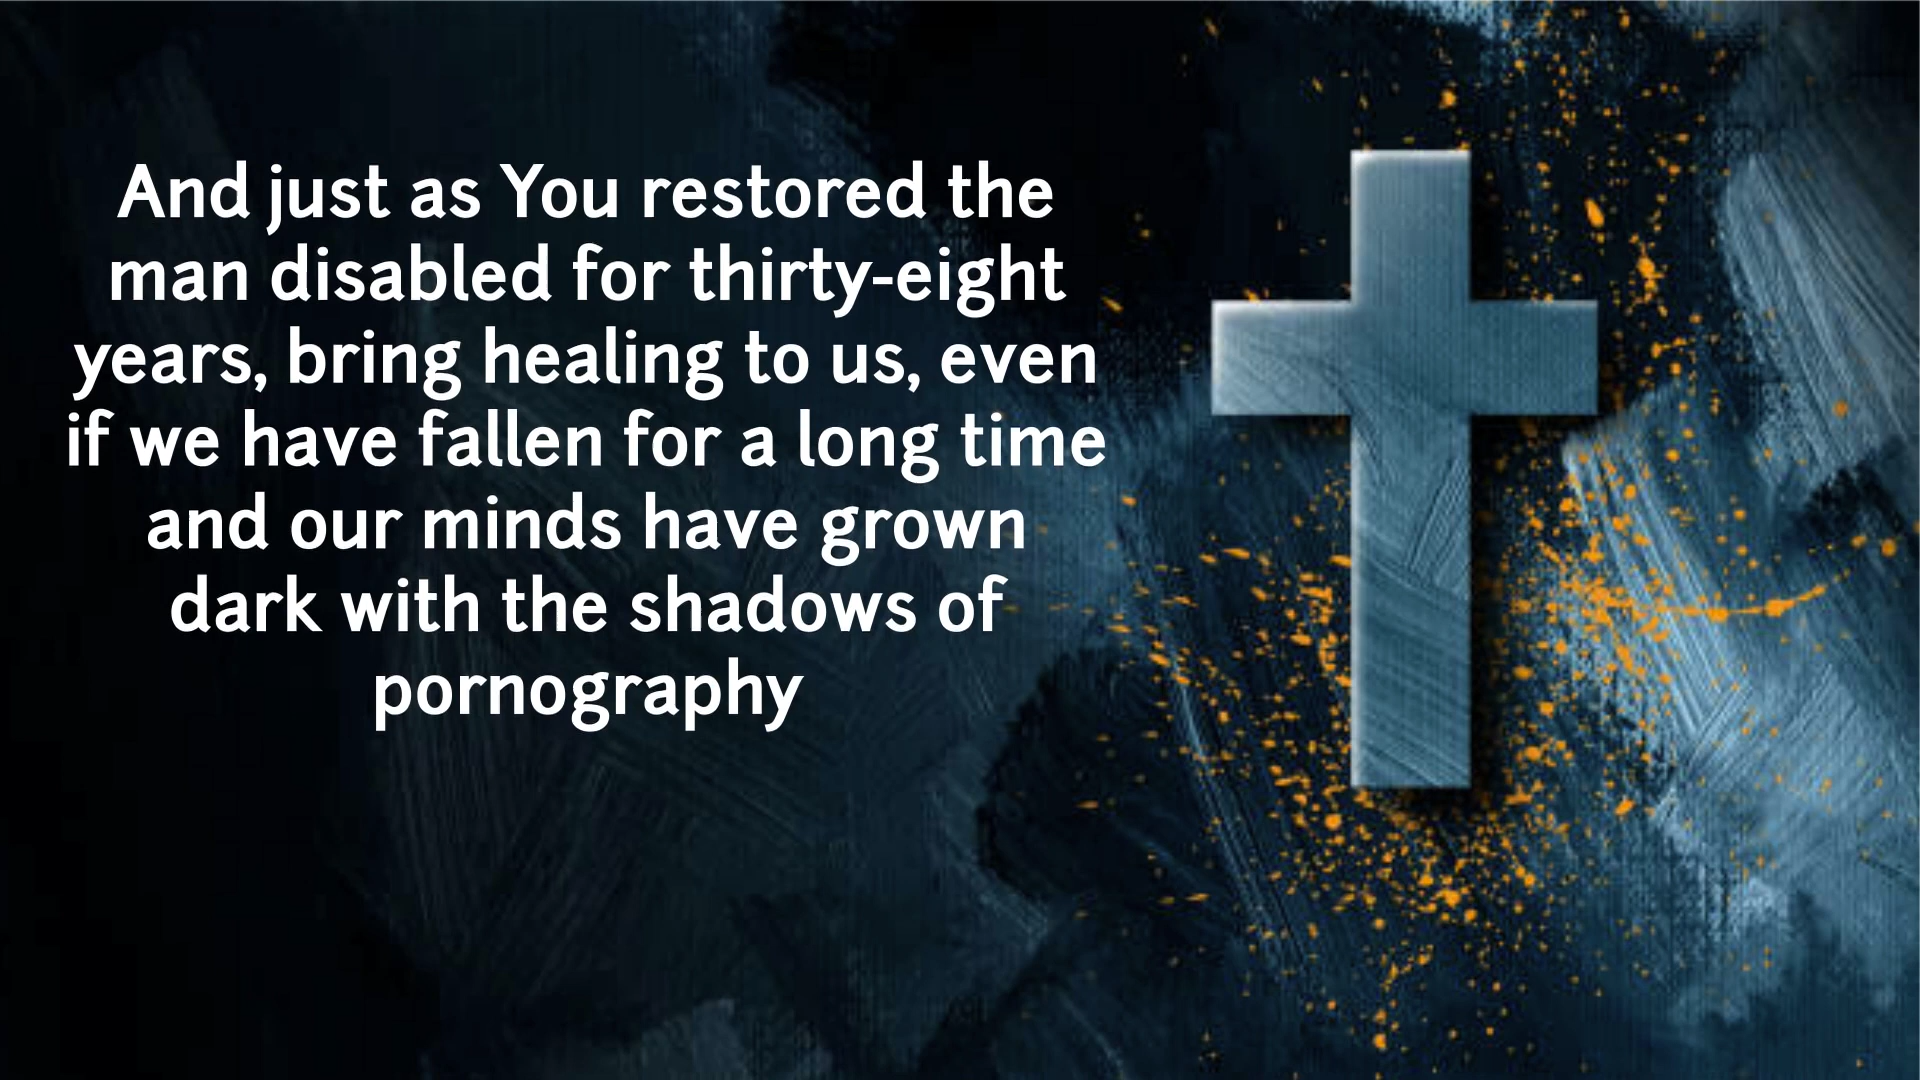 And just as You restored the
man disabled for thirty-eight
years, bring healing to us, even
if we have fallen for a long time
and our minds have grown
dark with the shadows of
pornography